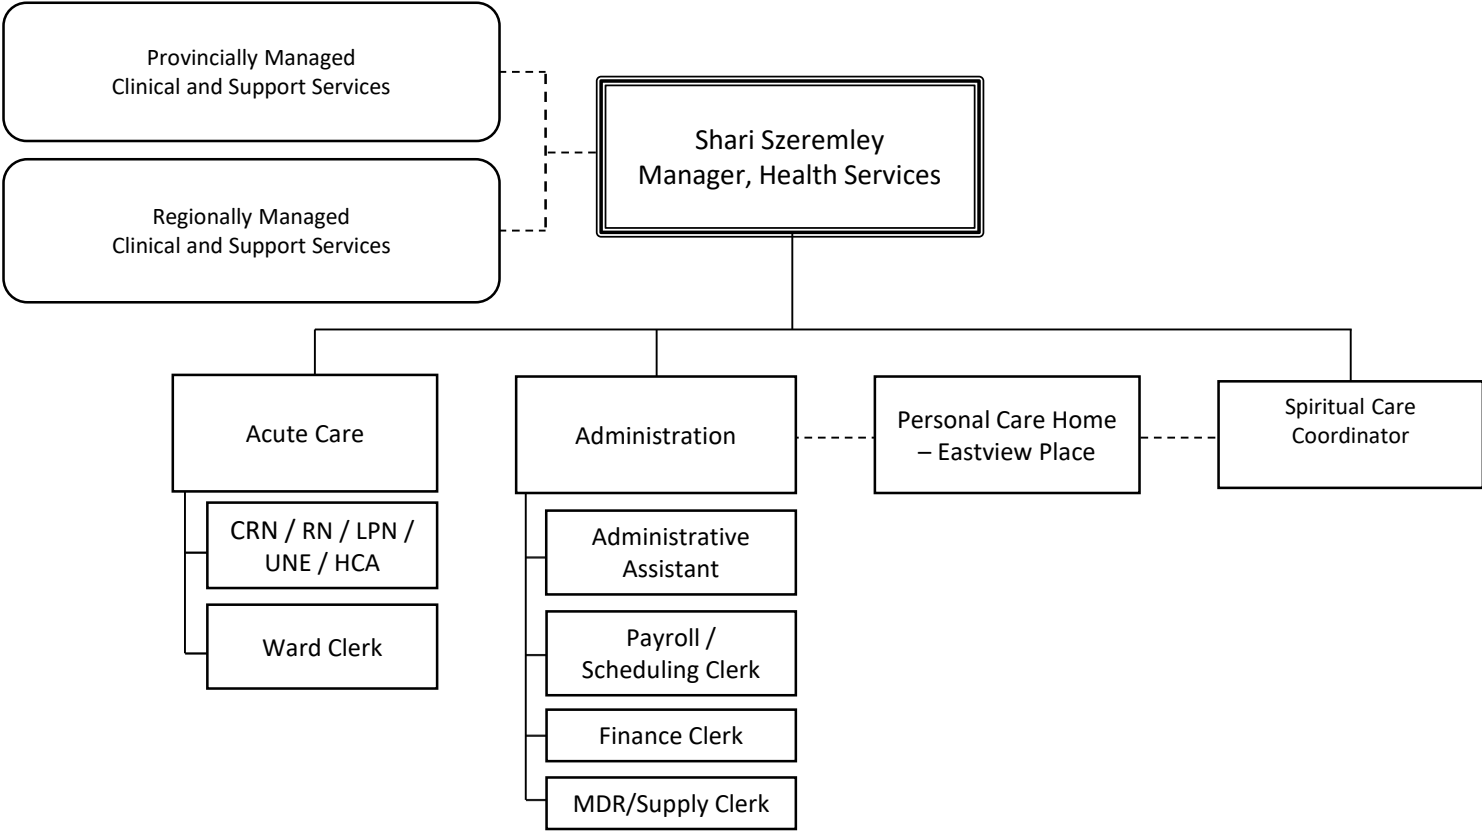 Provincially Managed
Clinical and Support Services
Shari Szeremley
Manager, Health Services
Regionally Managed
Clinical and Support Services
Acute Care
Administration
Personal Care Home
– Eastview Place
Spiritual Care
Coordinator
CRN / RN / LPN /
UNE / HCA
Ward Clerk
Administrative
Assistant
Payroll /
Scheduling Clerk
Finance Clerk
MDR/Supply Clerk